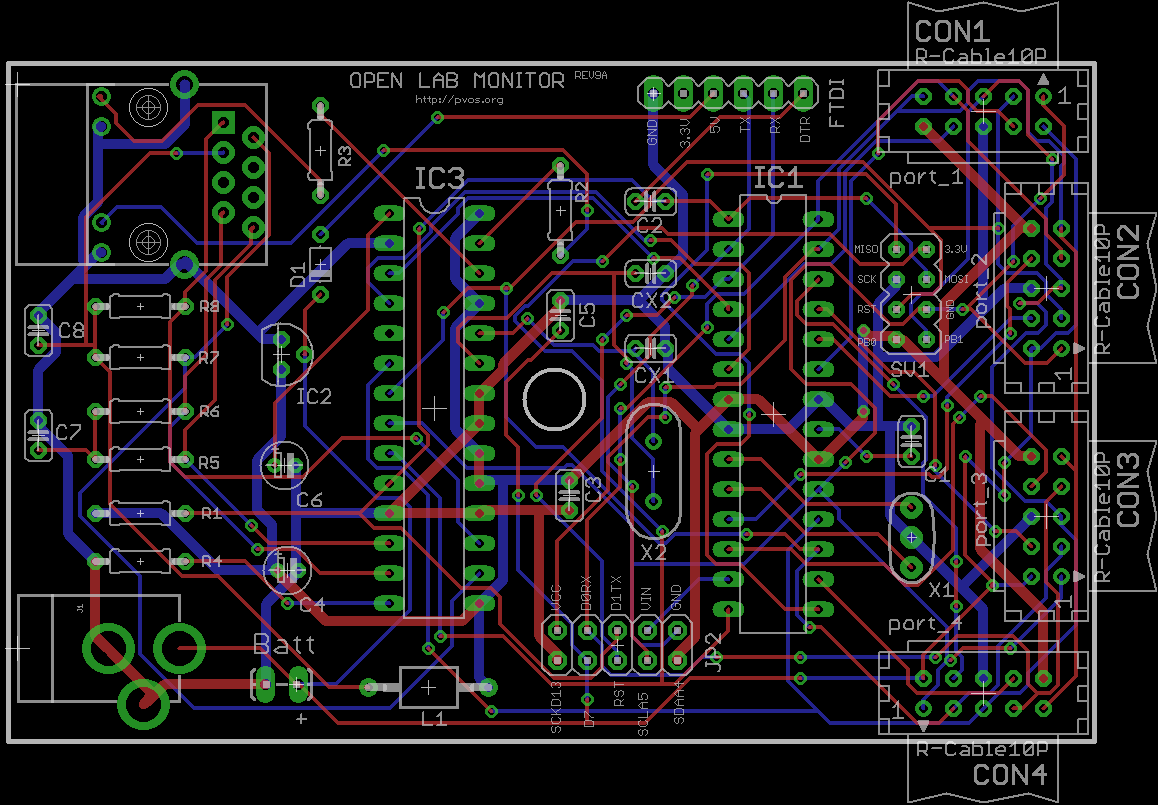 CON1
R-Cable10P
OPEN LAB MONITOR REV9A
http://pvos.org
FTDI
GND
3.3V
5V
TX
RX
DTR
1
port_1
R3
IC3
R2
IC1
C2
MISO
3.3V
SCK
MOSI
RST
GND
PB0
PB1
SV1
port_2
R-Cable10P
CON2
1
D1
CX2
C5
CX1
C8
R8
R7
IC2
R6
C7
R5
C6
R1
R4
C4
C3
X2
C1
X1
port_3
R-Cable10P
CON3
1
J1
Batt
+
L1
VCC
D0RX
D1TX
VIN
GND
JP2
SCKD13
D7
RST
SCLA5
SDAA4
port_4
1
R-Cable10P
CON4